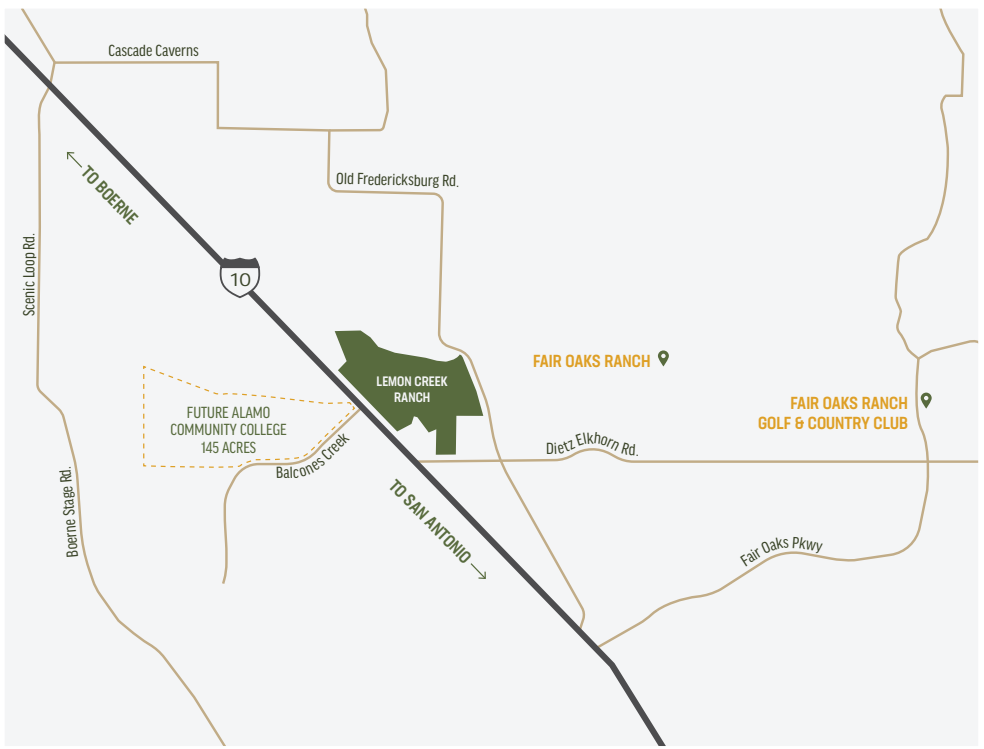 Cascade Caverns
Old Fredericksburg Rd.
TO BOERNE
Scenic Loop Rd.
10
FAIR OAKS RANCH
LEMON CREEK
RANCH
FAIR OAKS RANCH
GOLF & COUNTRY CLUB
FUTURE ALAMO
COMMUNITY COLLEGE
145 ACRES
Balcones Creek
Dietz Elkhorn Rd.
Boerne Stage Rd.
TO SAN ANTONIO
Fair Oaks Pkwy